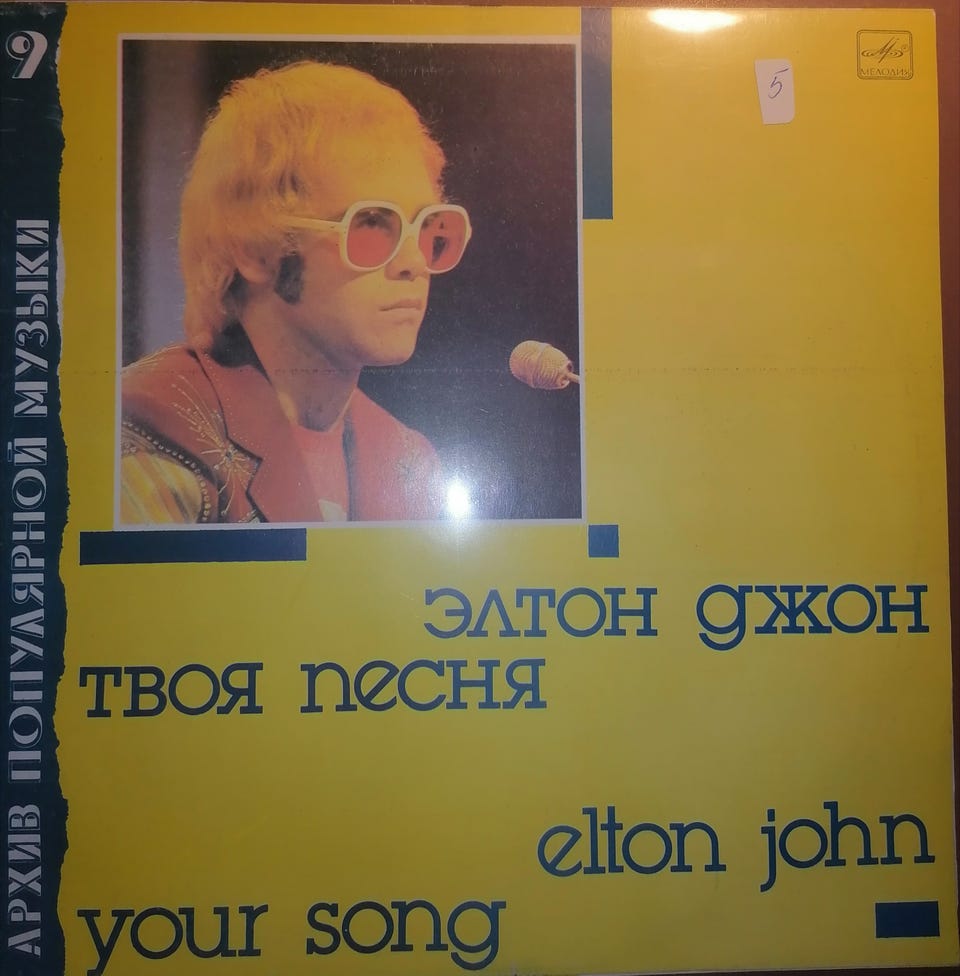 9
АРХИВ ПОПУЛЯРНОЙ МУЗЫКИ
МЕЛОДИЯ
5
элтон джон
твоя песня
elton john
your song